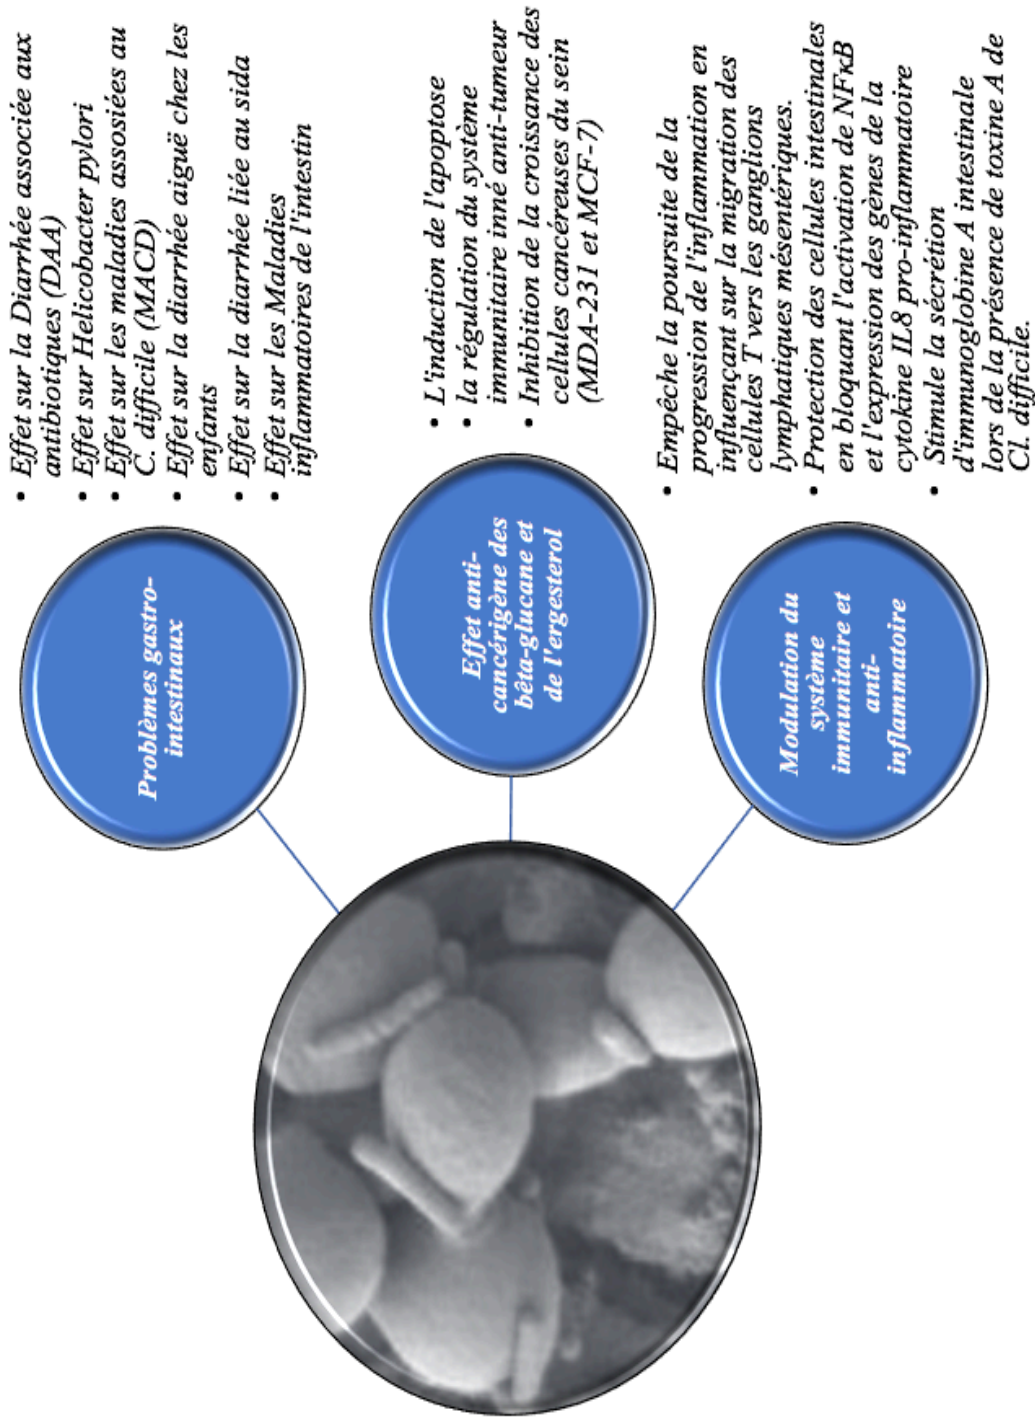 Problèmes gastro-
intestinaux
• Effet sur la Diarrhée associée aux
antibiotiques (DAA)
• Effet sur Helicobacter pylori
• Effet sur les maladies assosiées au
C. difficile (MACD)
• Effet sur la diarrhée aiguë chez les
enfants
• Effet sur la diarrhée liée au sida
• Effet sur les Maladies
inflammatoires de l'intestin
Effet anti-
cancérigène des
bêta-glucane et
de l'ergesterol
• L'induction de l'apoptose
• la régulation du système
immunitaire inné anti-tumeur
• Inhibition de la croissance des
cellules cancéreuses du sein
(MDA-231 et MCF-7)
Modulation du
système
immunitaire et
anti-
inflammatoire
• Empêche la poursuite de la
progression de l'inflammation en
influençant sur la migration des
cellules T vers les ganglions
lymphatiques mésentériques.
• Protection des cellules intestinales
en bloquant l'activation de NFκB
et l'expression des gènes de la
cytokine IL8 pro-inflammatoire
• Stimule la sécrétion
d'immunoglobine A intestinale
lors de la présence de toxine A de
Cl. difficile.